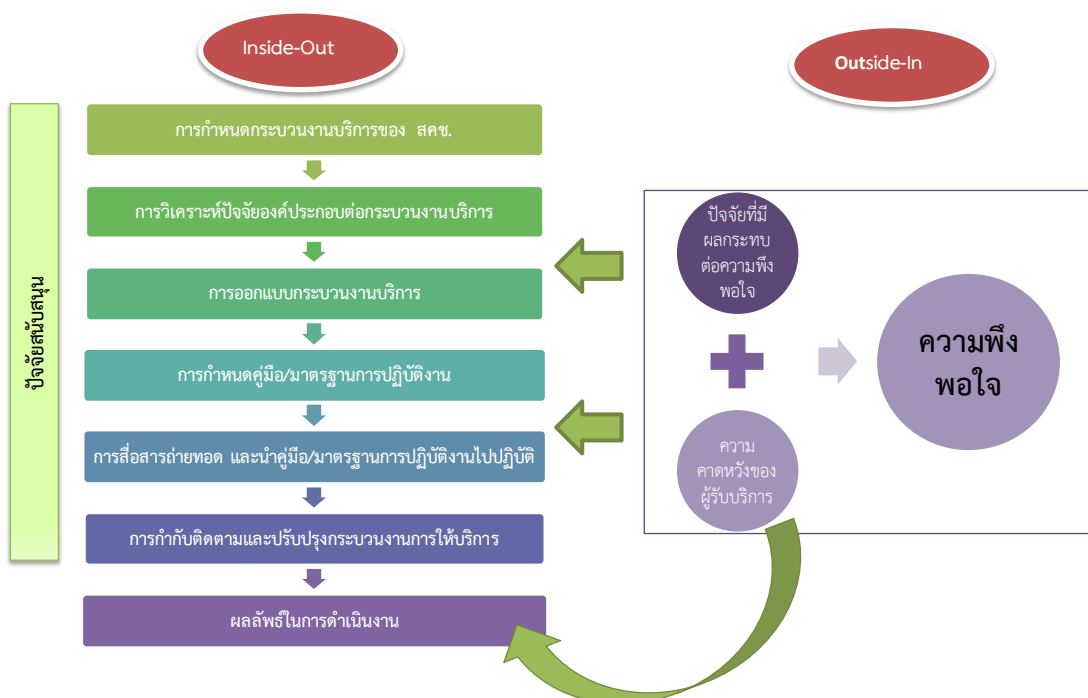 Inside-Out
Outside-In
ปัจจัยสนับสนุน
การกำหนดกระบวนงานบริการของ สคช.
การวิเคราะห์ปัจจัยองค์ประกอบต่อกระบวนงานบริการ
การออกแบบกระบวนงานบริการ
การกำหนดคู่มือ/มาตรฐานการปฏิบัติงาน
การสื่อสารถ่ายทอด และนำคู่มือ/มาตรฐานการปฏิบัติงานไปปฏิบัติ
การกำกับติดตามและปรับปรุงกระบวนงานการให้บริการ
ผลลัพธ์ในการดำเนินงาน
ปัจจัยที่มี
ผลกระทบ
ต่อความพึง
พอใจ
ความ
คาดหวังของ
ผู้รับบริการ
ความพึง
พอใจ